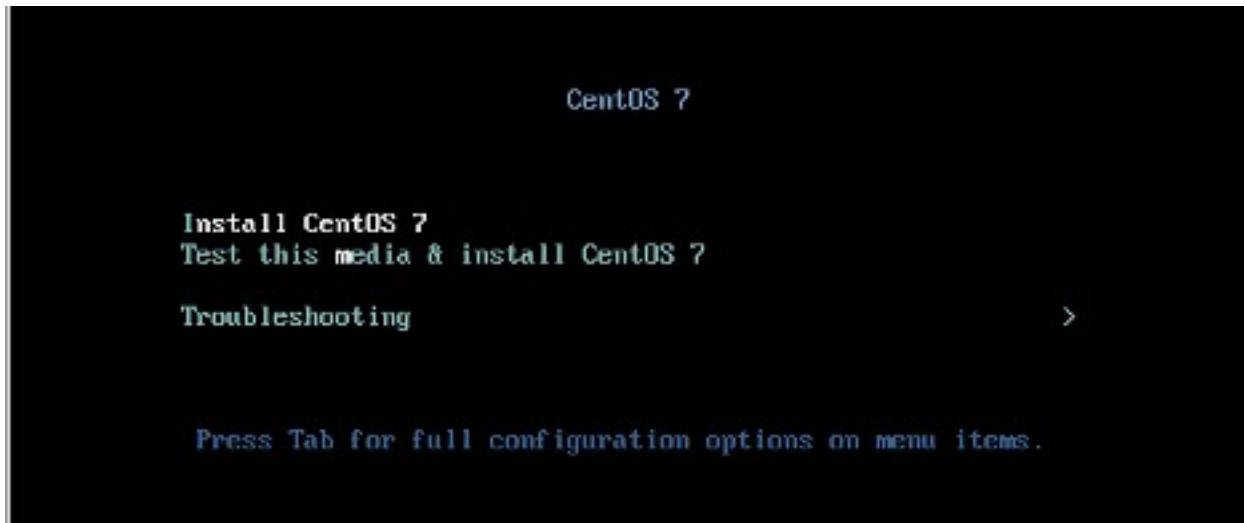 CentOS 7
Install CentOS 7
Test this media & install CentOS 7
Troubleshooting >
Press Tab for full configuration options on menu items.